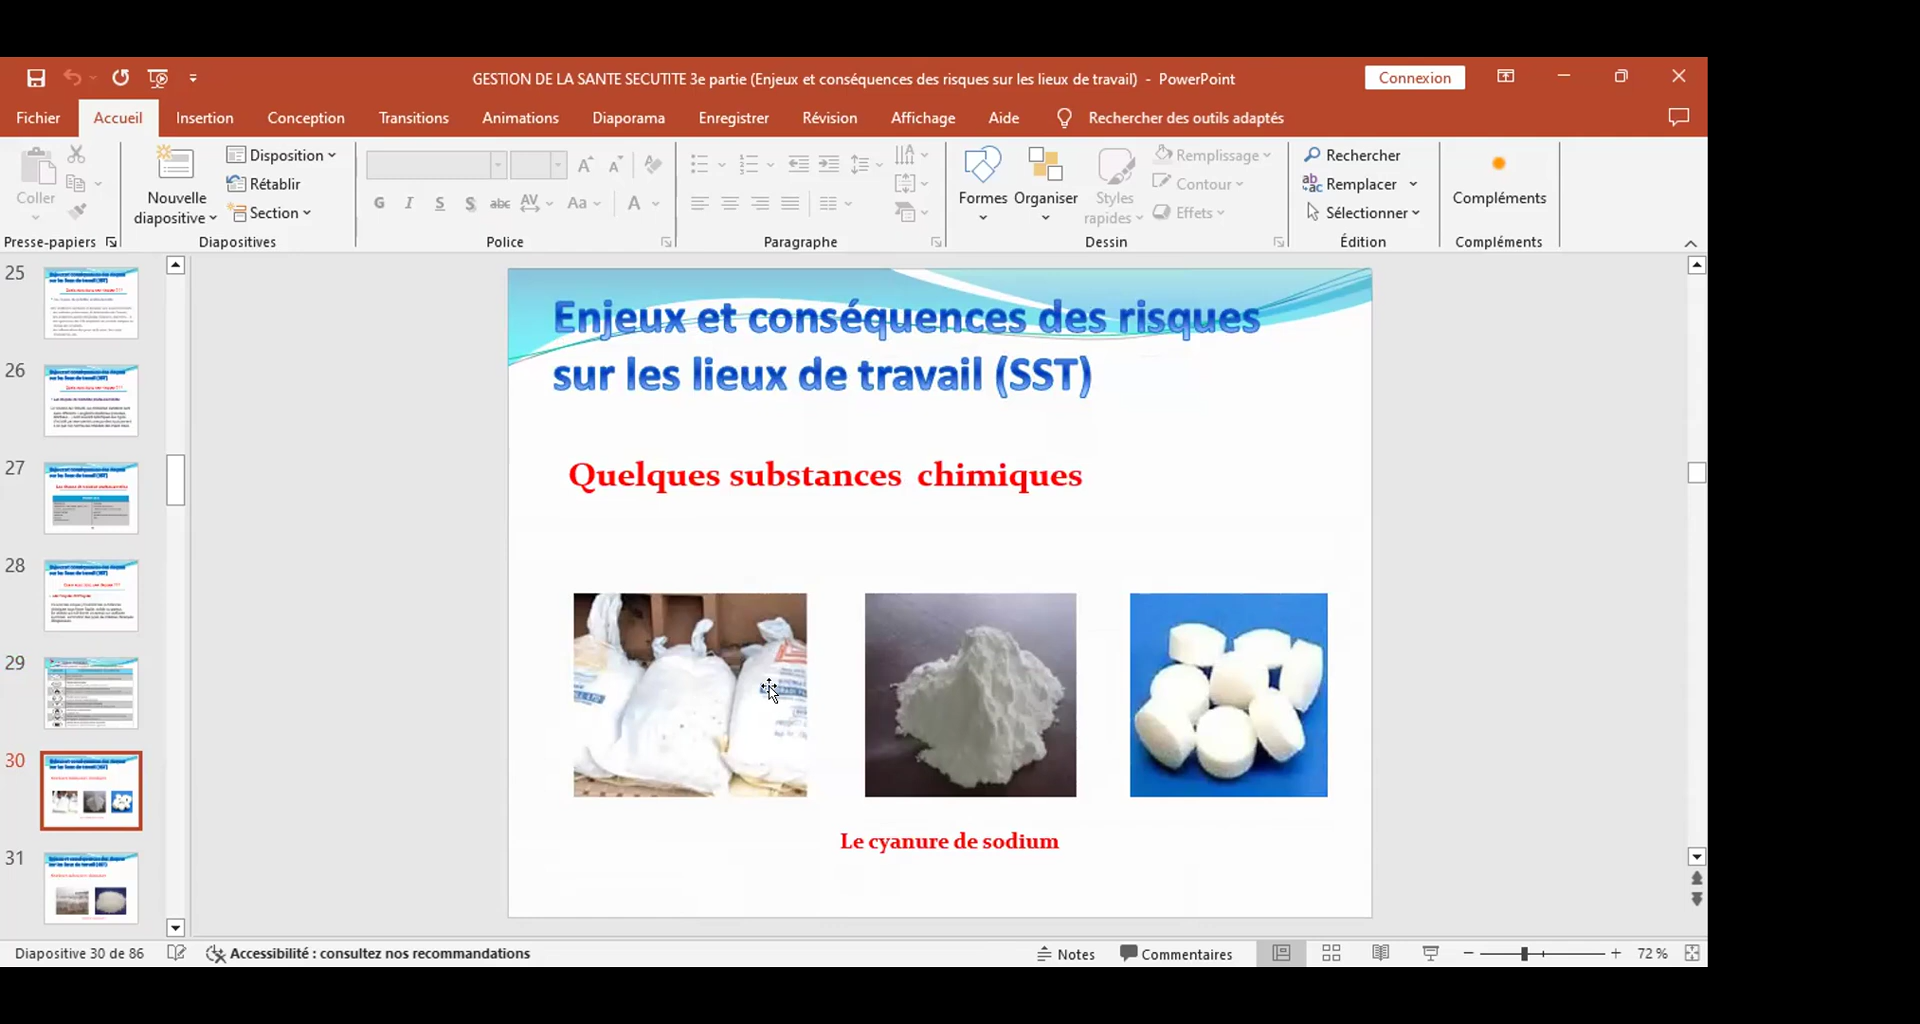 GESTION DE LA SANTE SECUTITE 3e partie (Enjeux et conséquences des risques sur les lieux de travail) - PowerPoint
Connexion
Fichier
Accueil
Insertion
Conception
Transitions
Animations
Diaporama
Enregistrer
Révision
Affichage
Aide
Rechercher des outils adaptés
Coller
Nouvelle
diapositive
Disposition
Rétablir
Section
G I S S abc AV Aa A
Formes
Organiser
Styles
rapides
Remplissage
Contour
Effets
Rechercher
Remplacer
Sélectionner
Compléments
Presse-papiers
Diapositives
Police
Paragraphe
Dessin
Édition
Compléments
25
26
27
28
29
30
31
Enjeux et conséquences des risques
sur les lieux de travail (SST)
Quelques substances chimiques
Le cyanure de sodium
Diapositive 30 de 86
Accessibilité : consultez nos recommandations
Notes
Commentaires
72 %